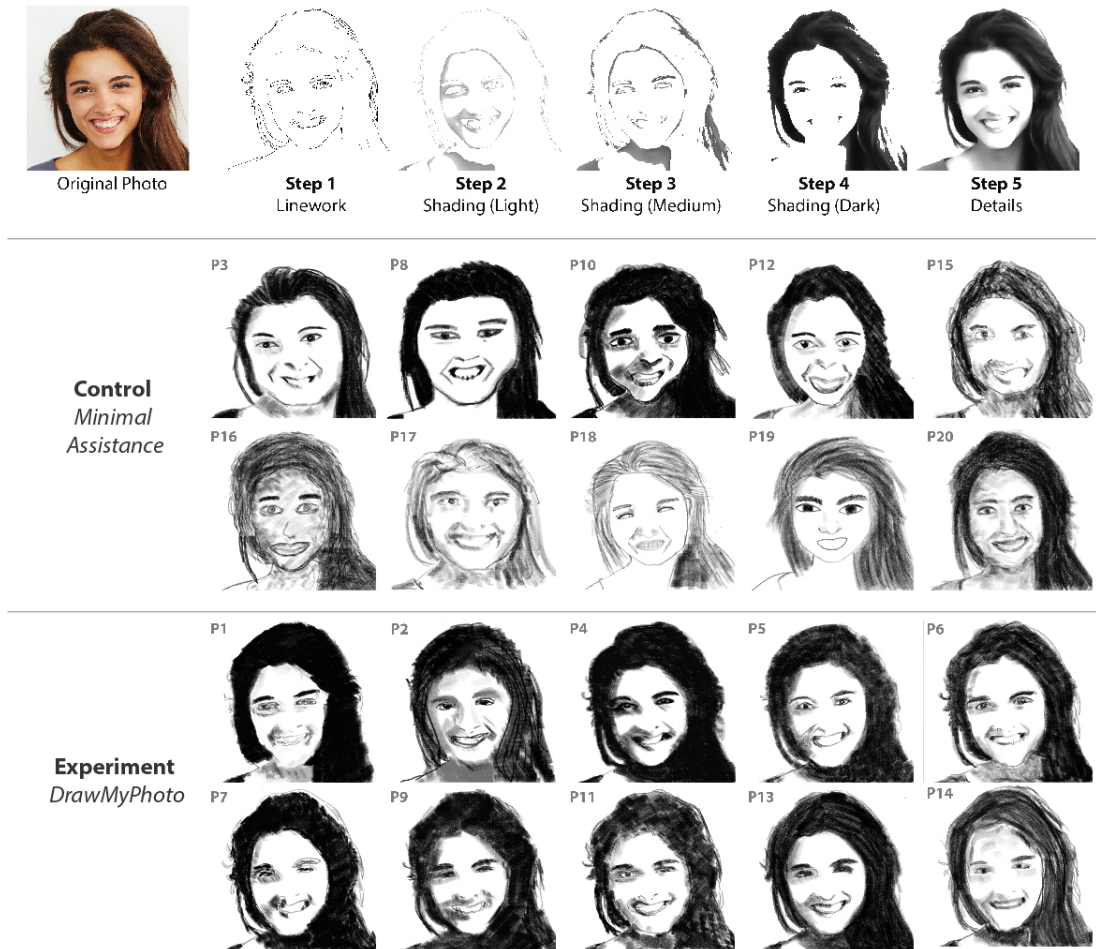 Original Photo
Step 1
Linework
Step 2
Shading (Light)
Step 3
Shading (Medium)
Step 4
Shading (Dark)
Step 5
Details
P3
P8
P10
P12
P15
Control
Minimal
Assistance
P16
P17
P18
P19
P20
P1
P2
P4
P5
P6
Experiment
DrawMyPhoto
P7
P9
P11
P13
P14